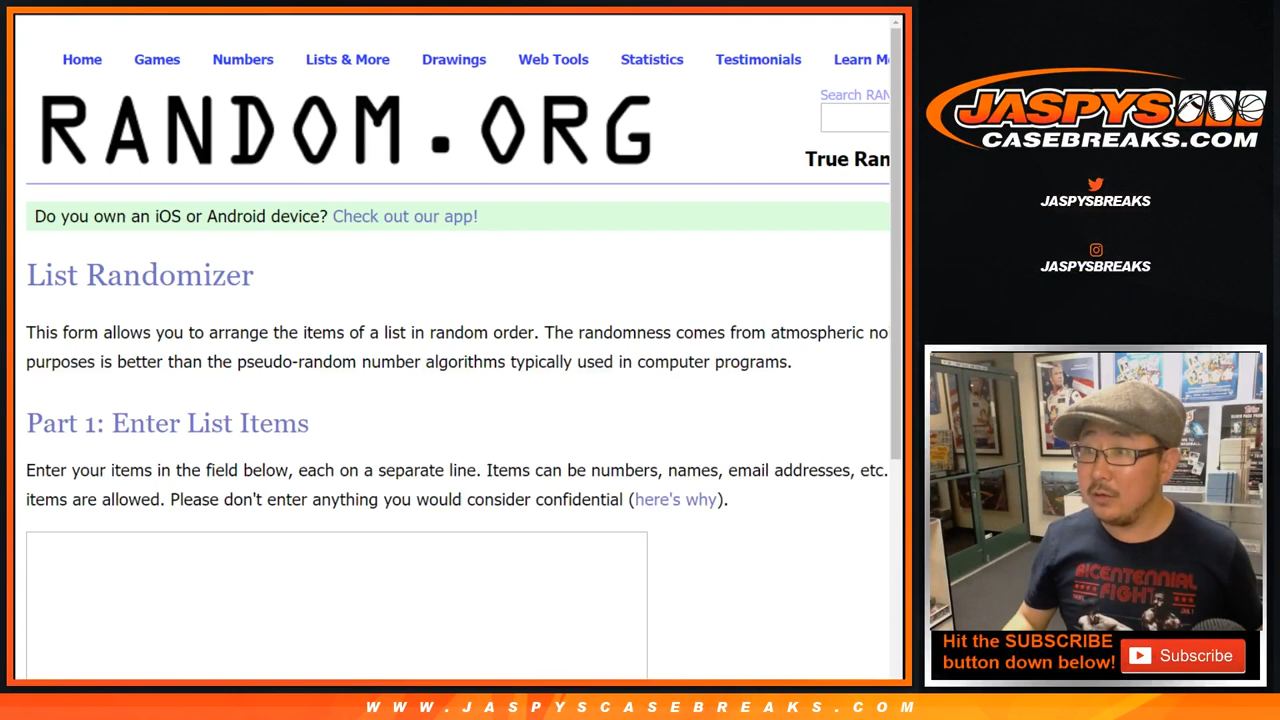 Home Games Numbers Lists & More Drawings Web Tools Statistics Testimonials Learn M
Search RAN
RANDOM.ORG
True Ran
Do you own an iOS or Android device? Check out our app!
List Randomizer
This form allows you to arrange the items of a list in random order. The randomness comes from atmospheric no
purposes is better than the pseudo-random number algorithms typically used in computer programs.
Part 1: Enter List Items
Enter your items in the field below, each on a separate line. Items can be numbers, names, email addresses, etc.
items are allowed. Please don't enter anything you would consider confidential (here's why).
JASPYS
CASEBREAKS.COM
JASPYSBREAKS
JASPYSBREAKS
BICENTENNIAL
FIGHT
Hit the SUBSCRIBE
button down below!
Subscribe
WWW.JASPYSCASEBREAKS.COM